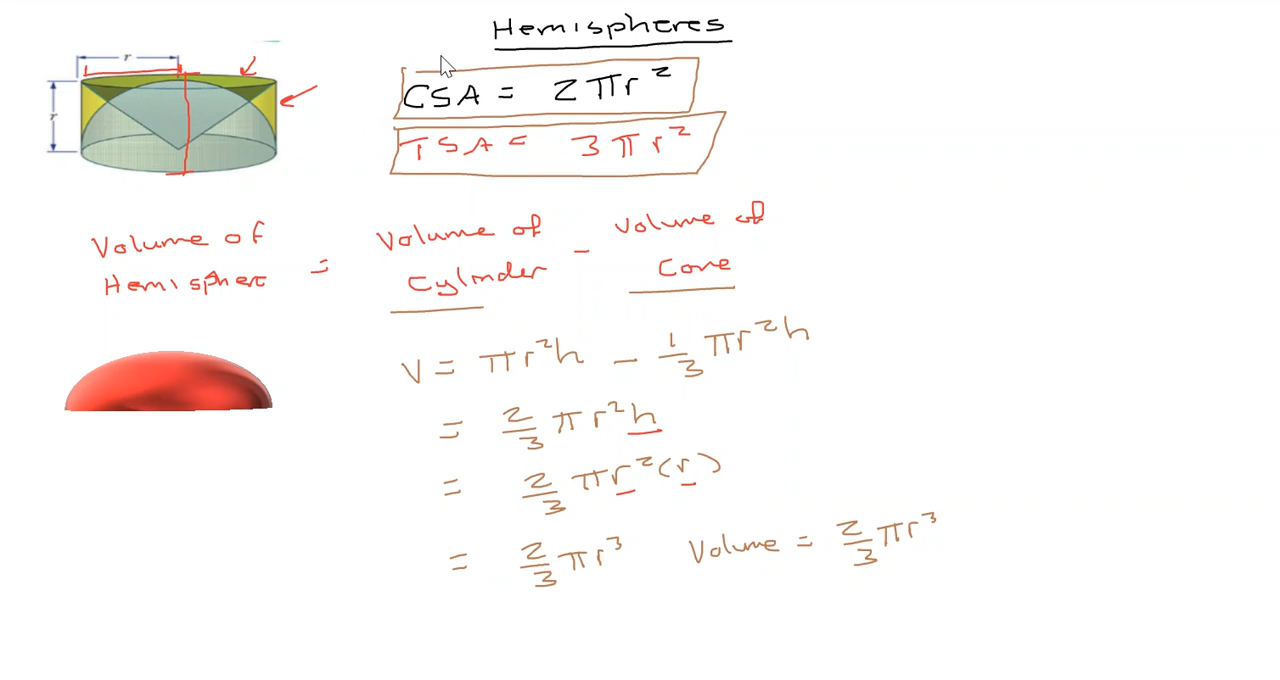 Hemispheres
r
r
CSA = 2πr²
TSA = 3πr²
Volume of Hemisphere = Volume of Cylinder - Volume of Cone
V = πr²h - 1/3 πr²h
= 2/3 πr²h
= 2/3 πr²(r)
= 2/3 πr³ Volume = 2/3 πr³